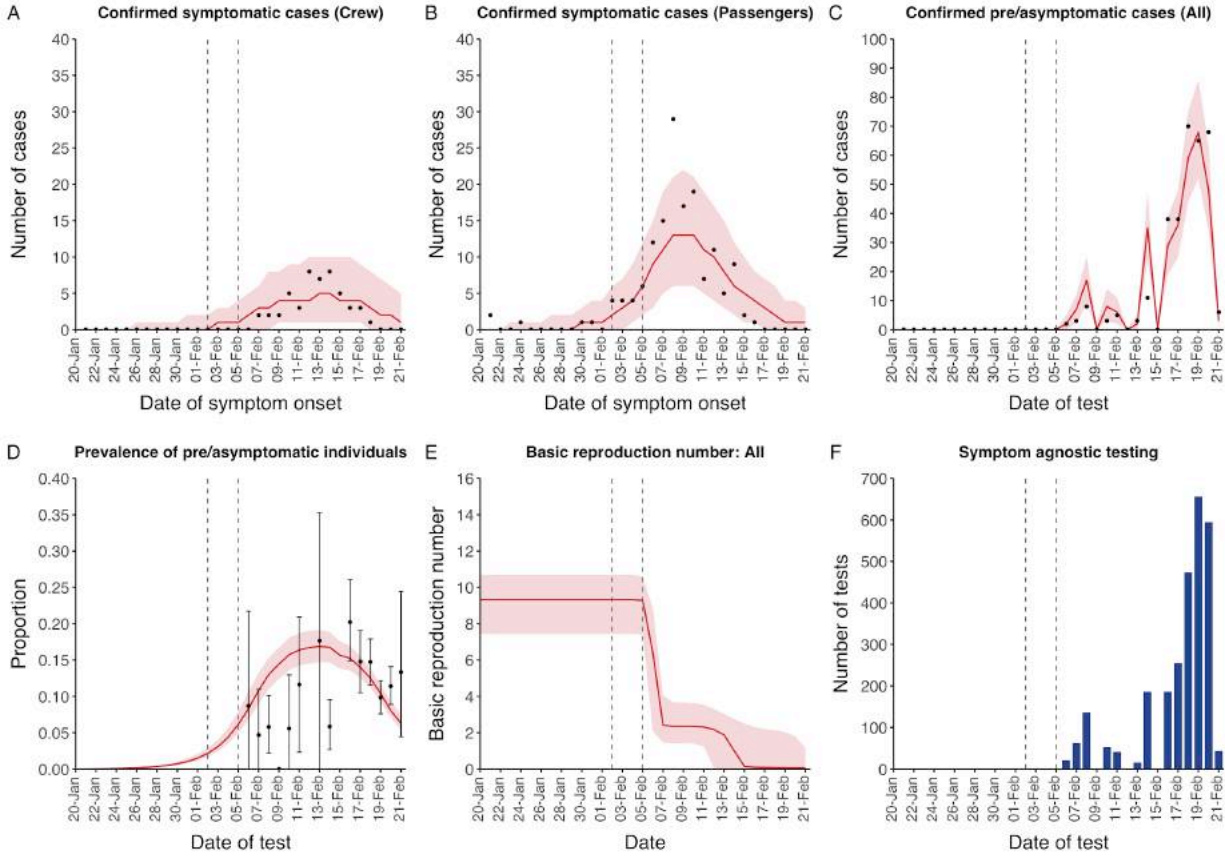 A Confirmed symptomatic cases (Crew)
Number of cases
40
35
30
25
20
15
10
5
0
20-Jan 22-Jan 24-Jan 26-Jan 28-Jan 30-Jan 01-Feb 03-Feb 05-Feb 07-Feb 09-Feb 11-Feb 13-Feb 15-Feb 17-Feb 19-Feb 21-Feb
Date of symptom onset
B Confirmed symptomatic cases (Passengers)
Number of cases
40
35
30
25
20
15
10
5
0
20-Jan 22-Jan 24-Jan 26-Jan 28-Jan 30-Jan 01-Feb 03-Feb 05-Feb 07-Feb 09-Feb 11-Feb 13-Feb 15-Feb 17-Feb 19-Feb 21-Feb
Date of symptom onset
C Confirmed pre/asymptomatic cases (All)
Number of cases
100
90
80
70
60
50
40
30
20
10
0
20-Jan 22-Jan 24-Jan 26-Jan 28-Jan 30-Jan 01-Feb 03-Feb 05-Feb 07-Feb 09-Feb 11-Feb 13-Feb 15-Feb 17-Feb 19-Feb 21-Feb
Date of test
D Prevalence of pre/asymptomatic individuals
Proportion
0.40
0.35
0.30
0.25
0.20
0.15
0.10
0.05
0.00
20-Jan 22-Jan 24-Jan 26-Jan 28-Jan 30-Jan 01-Feb 03-Feb 05-Feb 07-Feb 09-Feb 11-Feb 13-Feb 15-Feb 17-Feb 19-Feb 21-Feb
Date of test
E Basic reproduction number: All
Basic reproduction number
16
14
12
10
8
6
4
2
0
20-Jan 22-Jan 24-Jan 26-Jan 28-Jan 30-Jan 01-Feb 03-Feb 05-Feb 07-Feb 09-Feb 11-Feb 13-Feb 15-Feb 17-Feb 19-Feb 21-Feb
Date
F Symptom agnostic testing
Number of tests
700
600
500
400
300
200
100
0
20-Jan 22-Jan 24-Jan 26-Jan 28-Jan 30-Jan 01-Feb 03-Feb 05-Feb 07-Feb 09-Feb 11-Feb 13-Feb 15-Feb 17-Feb 19-Feb 21-Feb
Date of test